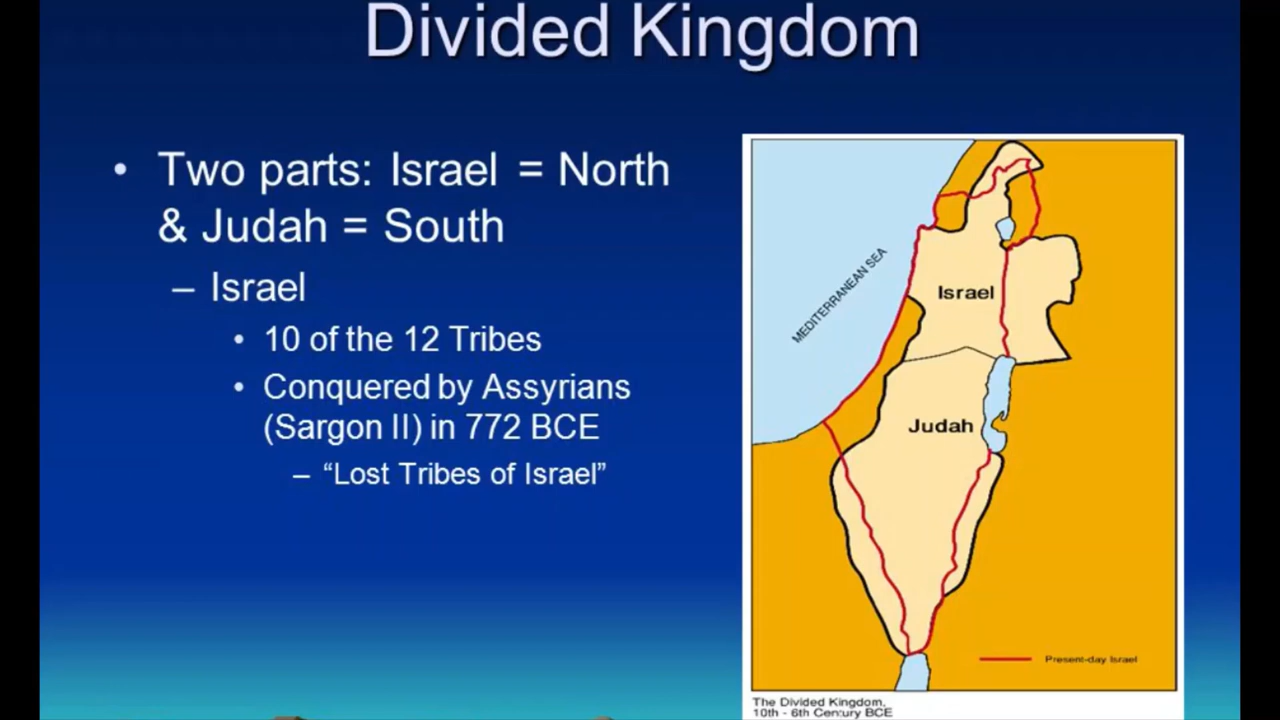 Divided Kingdom
• Two parts: Israel = North
& Judah = South
– Israel
• 10 of the 12 Tribes
• Conquered by Assyrians
(Sargon II) in 772 BCE
– “Lost Tribes of Israel”
MEDITERRANEAN SEA
Israel
Judah
Present-day Israel
The Divided Kingdom,
10th - 6th Century BCE